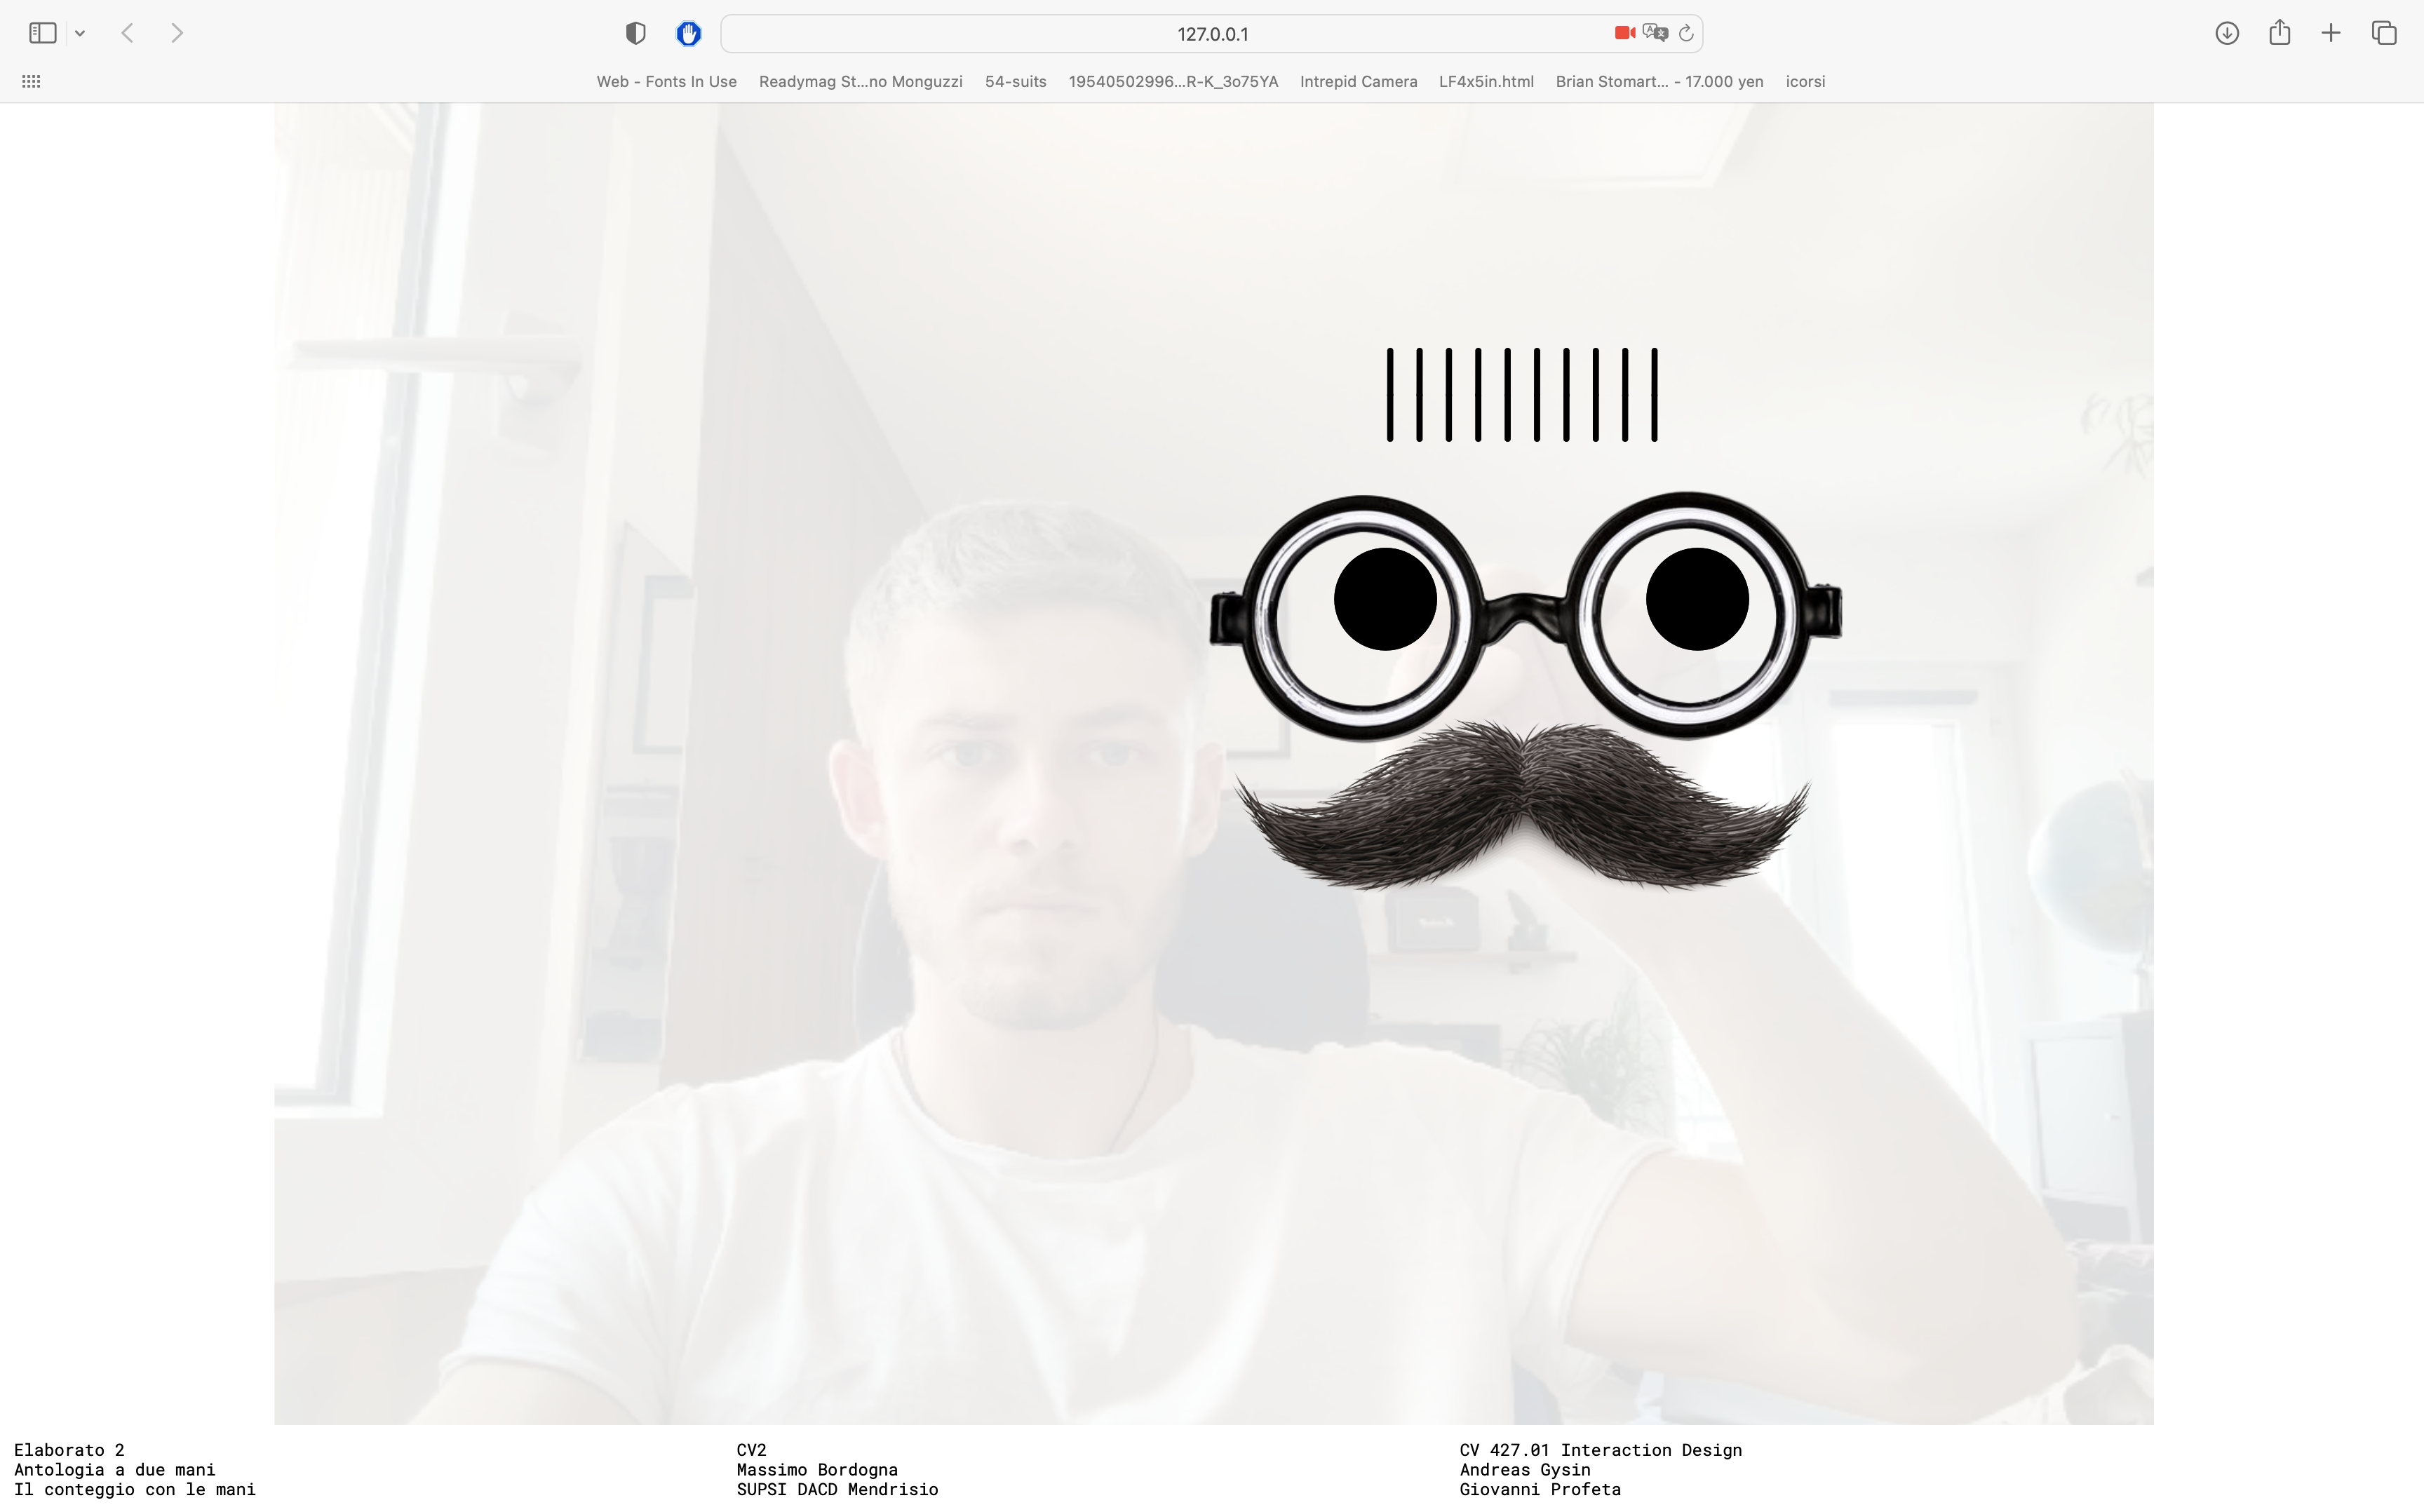 127.0.0.1
Web - Fonts In Use
Readymag St...no Monguzzi
54-suits
19540502996...R-K_3o75YA
Intrepid Camera
LF4x5in.html
Brian Stomart... - 17.000 yen
icorsi
Elaborato 2
Antologia a due mani
Il conteggio con le mani
CV2
Massimo Bordogna
SUPSI DACD Mendrisio
CV 427.01 Interaction Design
Andreas Gysin
Giovanni Profeta